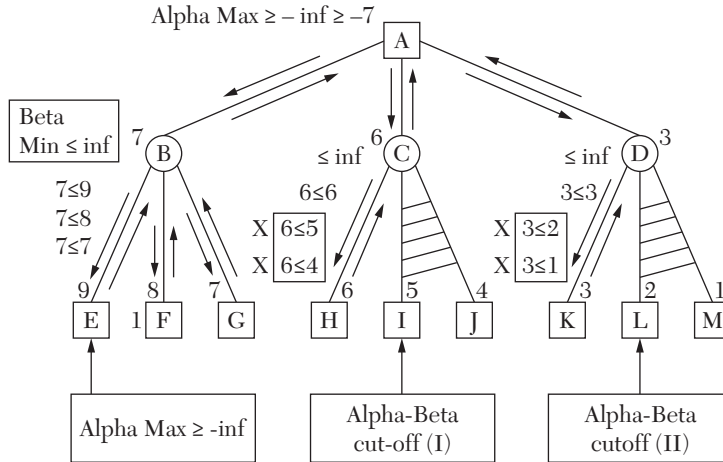 Alpha Max ≥ – inf ≥ –7
A
Beta
Min ≤ inf
7
B
6
C
3
D
≤ inf
≤ inf
7≤9
7≤8
7≤7
6≤6
X 6≤5
X 6≤4
3≤3
X 3≤2
X 3≤1
9
8
7
6
5
4
3
2
1
E
1
F
G
H
I
J
K
L
M
Alpha Max ≥ -inf
Alpha-Beta
cut-off (I)
Alpha-Beta
cutoff (II)